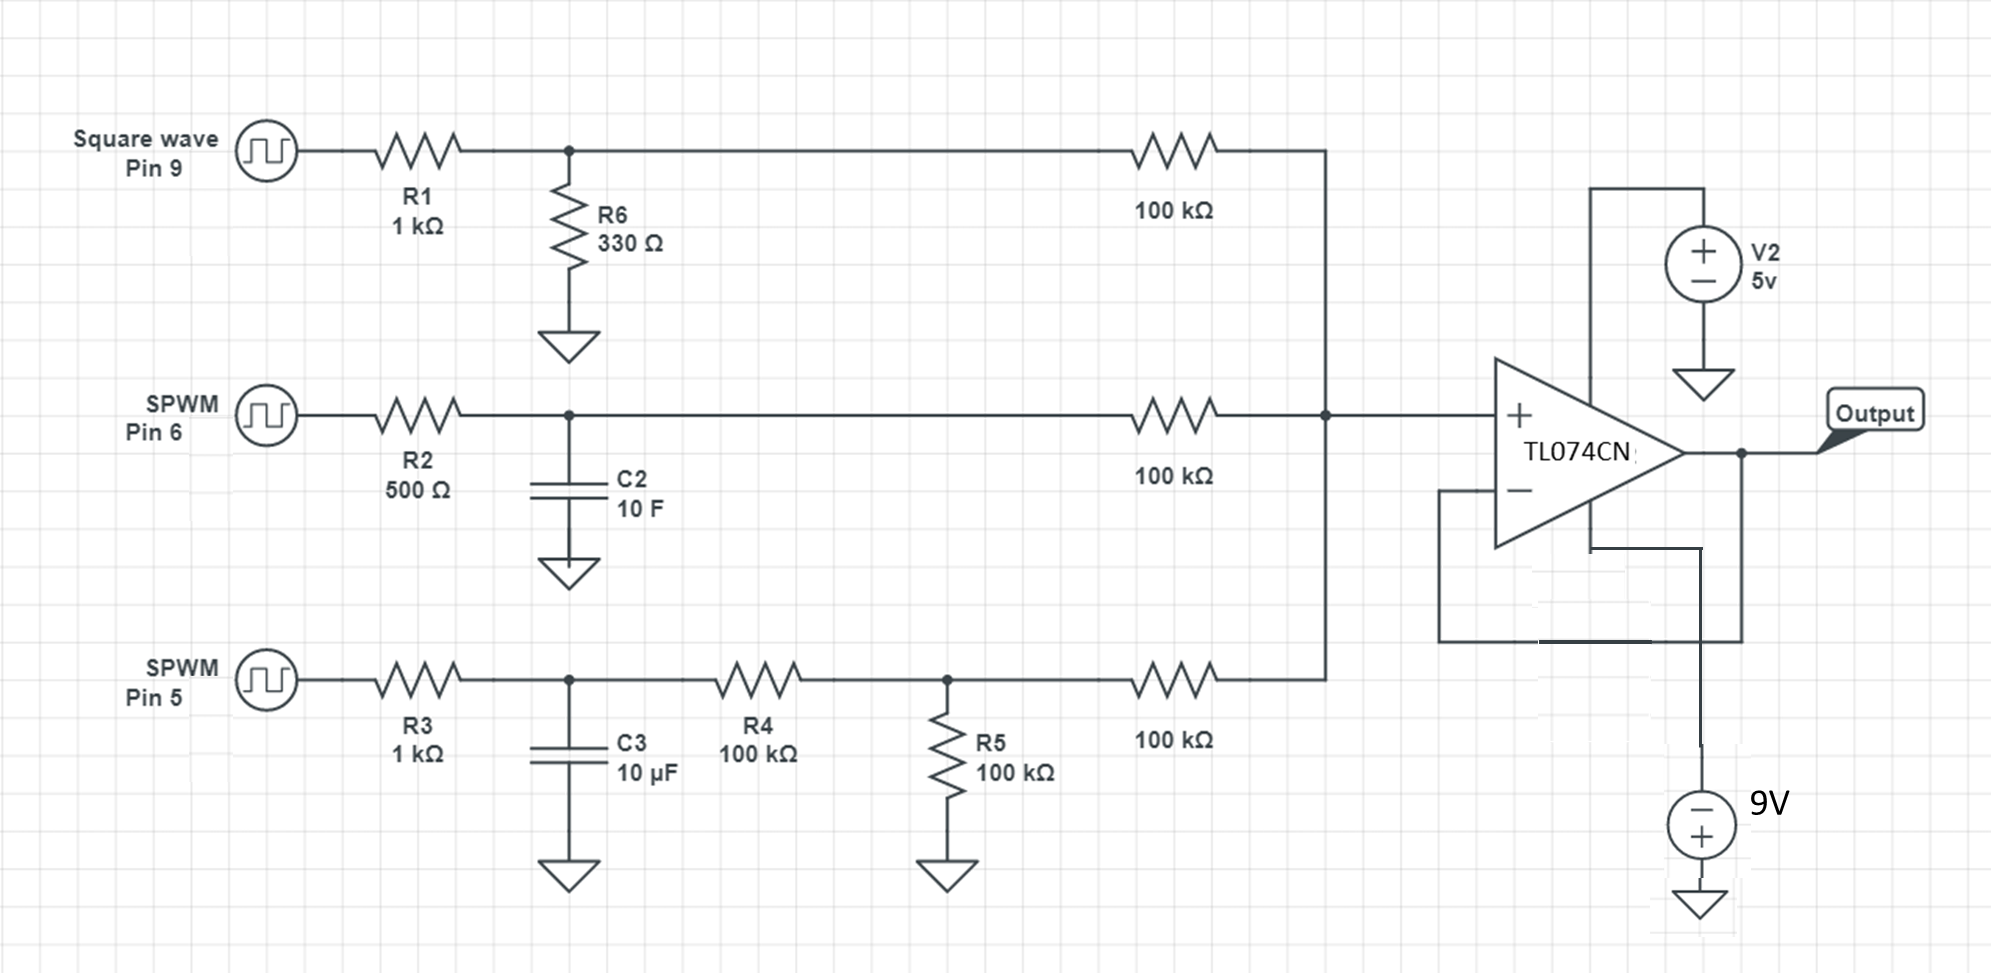 Square wave
Pin 9
R1
1 kΩ
R6
330 Ω
100 kΩ
V2
5v
SPWM
Pin 6
R2
500 Ω
C2
10 F
100 kΩ
+
TL074CN
−
Output
SPWM
Pin 5
R3
1 kΩ
C3
10 µF
R4
100 kΩ
R5
100 kΩ
100 kΩ
9V